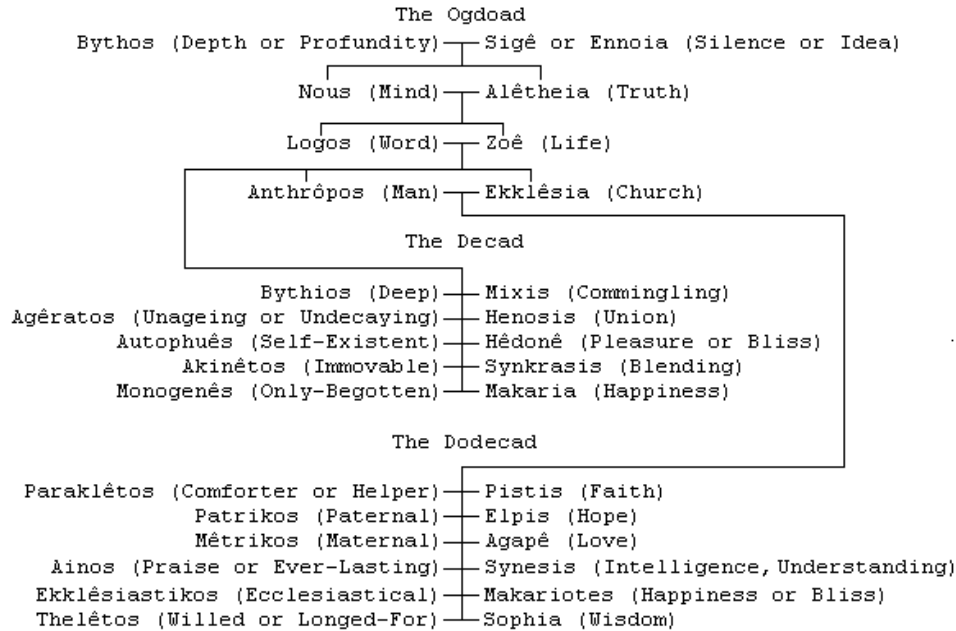 The Ogdoad
Bythos (Depth or Profundity) Sigê or Ennoia (Silence or Idea)
Nous (Mind) Alêtheia (Truth)
Logos (Word) Zoê (Life)
Anthrôpos (Man) Ekklêsia (Church)
The Decad
Bythios (Deep) Mixis (Commingling)
Agêratos (Unageing or Undecaying) Henosis (Union)
Autophuês (Self-Existent) Hêdonê (Pleasure or Bliss)
Akinêtos (Immovable) Synkrasis (Blending)
Monogenês (Only-Begotten) Makaria (Happiness)
The Dodecad
Paraklêtos (Comforter or Helper) Pistis (Faith)
Patrikos (Paternal) Elpis (Hope)
Mêtrikos (Maternal) Agapê (Love)
Ainos (Praise or Ever-Lasting) Synesis (Intelligence,Understanding)
Ekklêsiastikos (Ecclesiastical) Makariotes (Happiness or Bliss)
Thelêtos (Willed or Longed-For) Sophia (Wisdom)